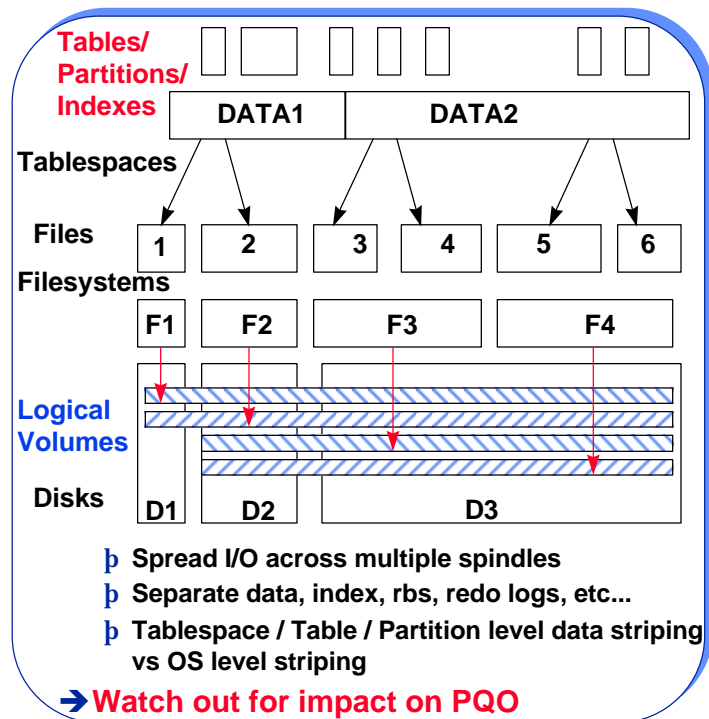 Tables/
Partitions/
Indexes
DATA1 DATA2
Tablespaces
Files
1 2 3 4 5 6
Filesystems
F1 F2 F3 F4
Logical
Volumes
Disks
D1 D2 D3
þ Spread I/O across multiple spindles
þ Separate data, index, rbs, redo logs, etc...
þ Tablespace / Table / Partition level data striping
vs OS level striping
➔ Watch out for impact on PQO